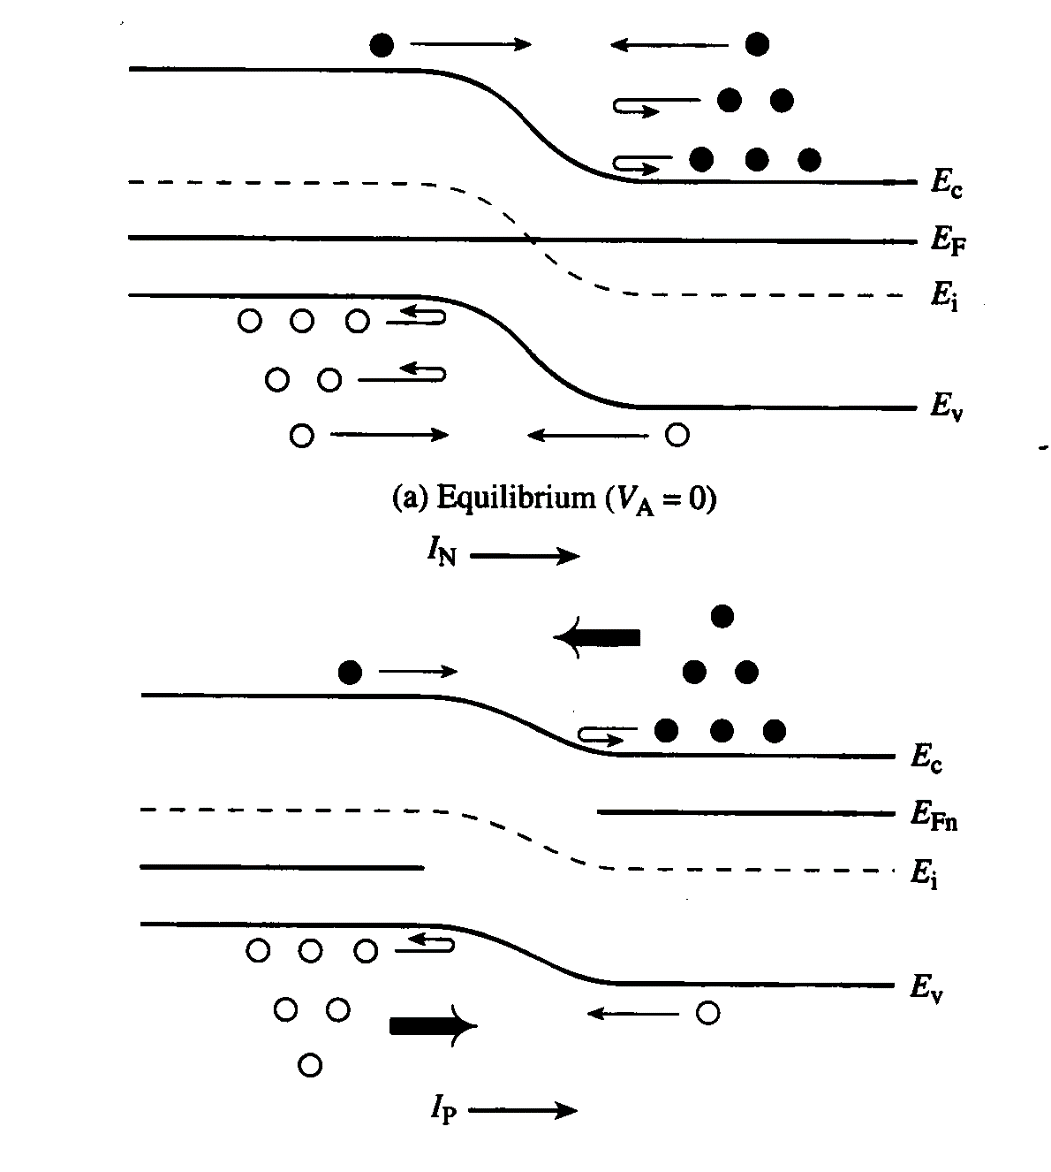 E_c
E_F
E_i
E_v
(a) Equilibrium (V_A = 0)
I_N
E_c
E_Fn
E_i
E_v
I_P